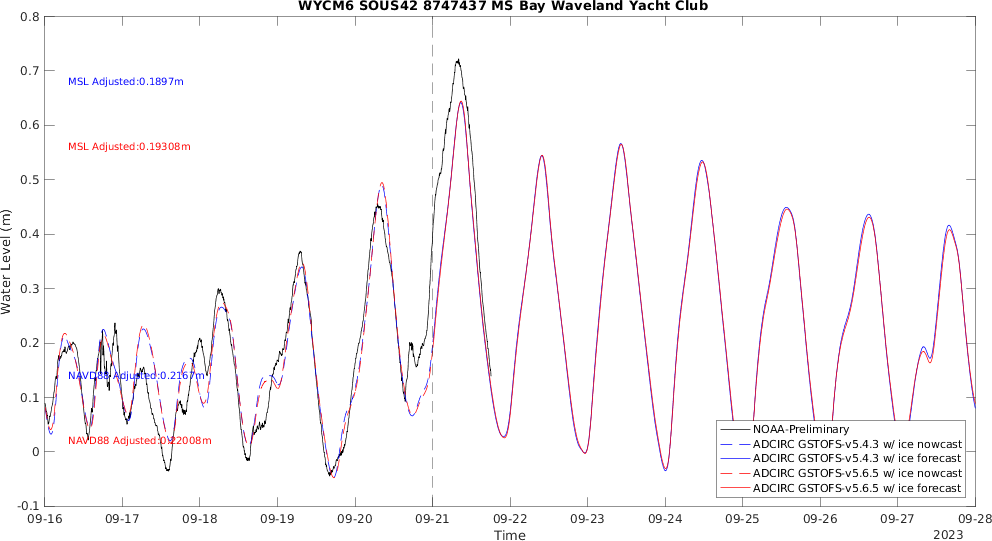 WYCM6 SOUS42 8747437 MS Bay Waveland Yacht Club
0.8
0.7
0.6
0.5
0.4
0.3
0.2
0.1
0
-0.1
Water Level (m)
MSL Adjusted:0.1897m
MSL Adjusted:0.19308m
NAVD88 Adjusted:0.2167m
NAVD88 Adjusted:0.22008m
NOAA-Preliminary
ADCIRC GSTOFS-v5.4.3 w/ ice nowcast
ADCIRC GSTOFS-v5.4.3 w/ ice forecast
ADCIRC GSTOFS-v5.6.5 w/ ice nowcast
ADCIRC GSTOFS-v5.6.5 w/ ice forecast
09-16 09-17 09-18 09-19 09-20 09-21 09-22 09-23 09-24 09-25 09-26 09-27 09-28
Time
2023